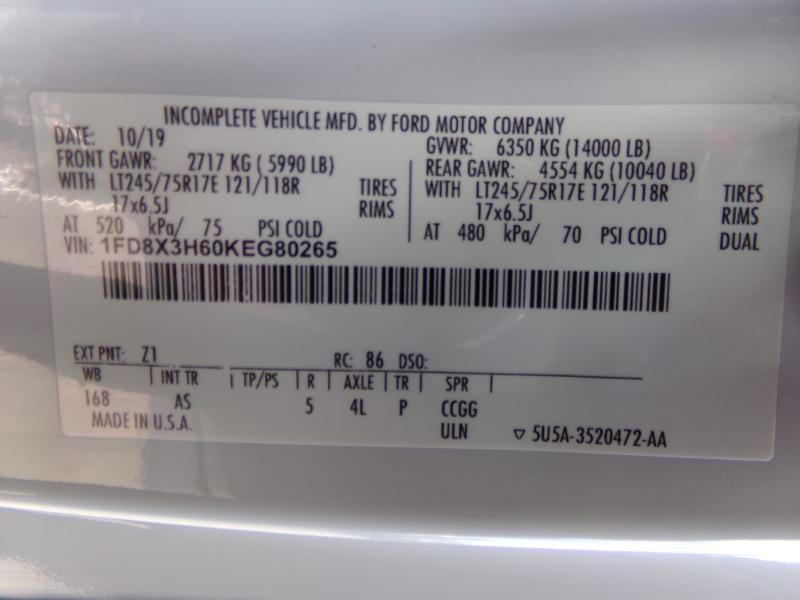 INCOMPLETE VEHICLE MFD. BY FORD MOTOR COMPANY
DATE: 10/19 GVWR: 6350 KG (14000 LB)
FRONT GAWR: 2717 KG ( 5990 LB) REAR GAWR: 4554 KG (10040 LB)
WITH LT245/75R17E 121/118R TIRES WITH LT245/75R17E 121/118R TIRES
17x6.5J RIMS 17x6.5J RIMS
AT 520 kPa/ 75 PSI COLD AT 480 kPa/ 70 PSI COLD DUAL
VIN: 1FD8X3H60KEG80265
EXT PNT: Z1 RC: 86 DSO:
WB INT TR TP/PS R AXLE TR SPR
168 AS 5 4L P CCGG
MADE IN U.S.A. ULN ▽ 5U5A-3520472-AA